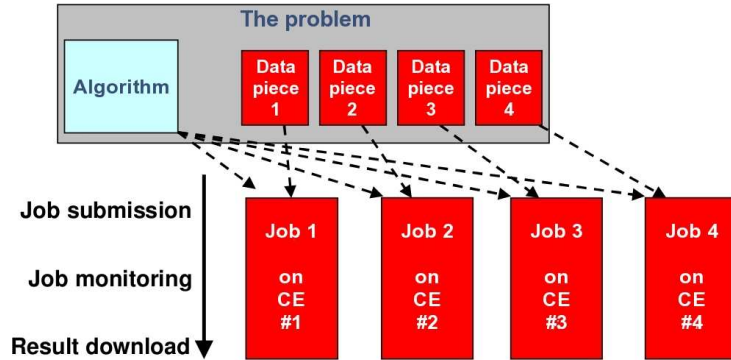 The problem
Algorithm
Data
piece
1
Data
piece
2
Data
piece
3
Data
piece
4
Job submission
Job monitoring
Result download
Job 1
on
CE
#1
Job 2
on
CE
#2
Job 3
on
CE
#3
Job 4
on
CE
#4